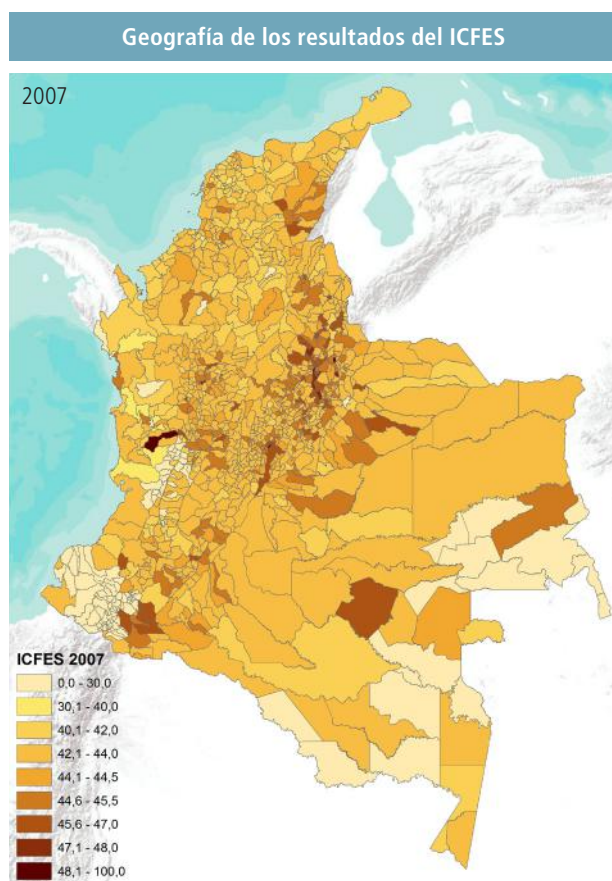 Geografía de los resultados del ICFES
2007
ICFES 2007
0,0 - 30,0
30,1 - 40,0
40,1 - 42,0
42,1 - 44,0
44,1 - 44,5
44,6 - 45,5
45,6 - 47,0
47,1 - 48,0
48,1 - 100,0